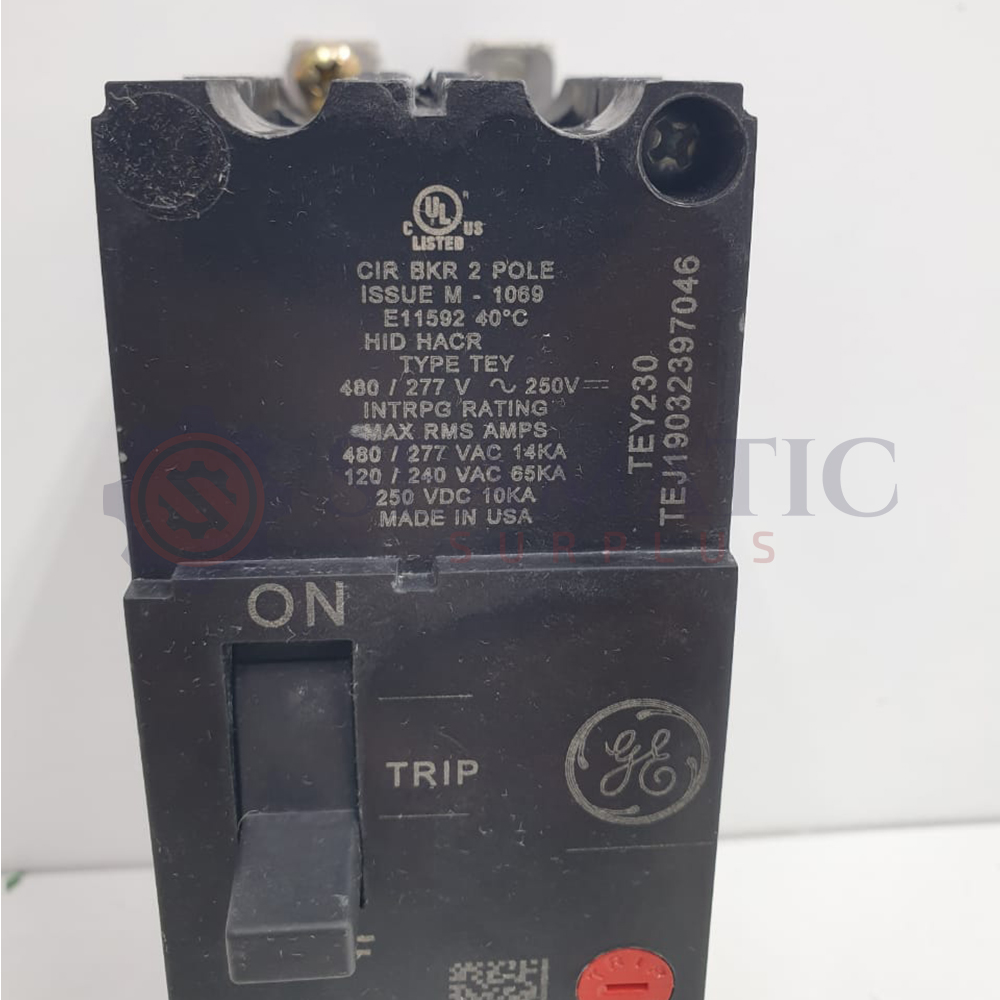 UL
C US
LISTED
CIR BKR 2 POLE
ISSUE M - 1069
E11592 40°C
HID HACR
TYPE TEY
480 / 277 V ~ 250V
INTRPG RATING
MAX RMS AMPS
480 / 277 VAC 14KA
120 / 240 VAC 65KA
250 VDC 10KA
MADE IN USA
TEY230
TEJ19032397046
SURPLUS
ON
TRIP
GE
TRIP